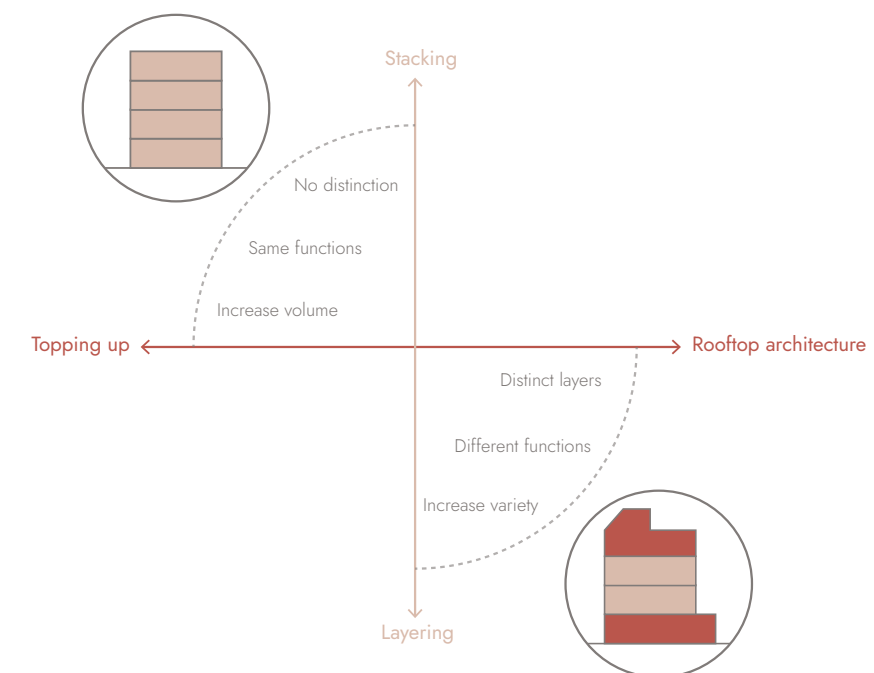 Stacking
No distinction
Same functions
Increase volume
Topping up
Rooftop architecture
Distinct layers
Different functions
Increase variety
Layering